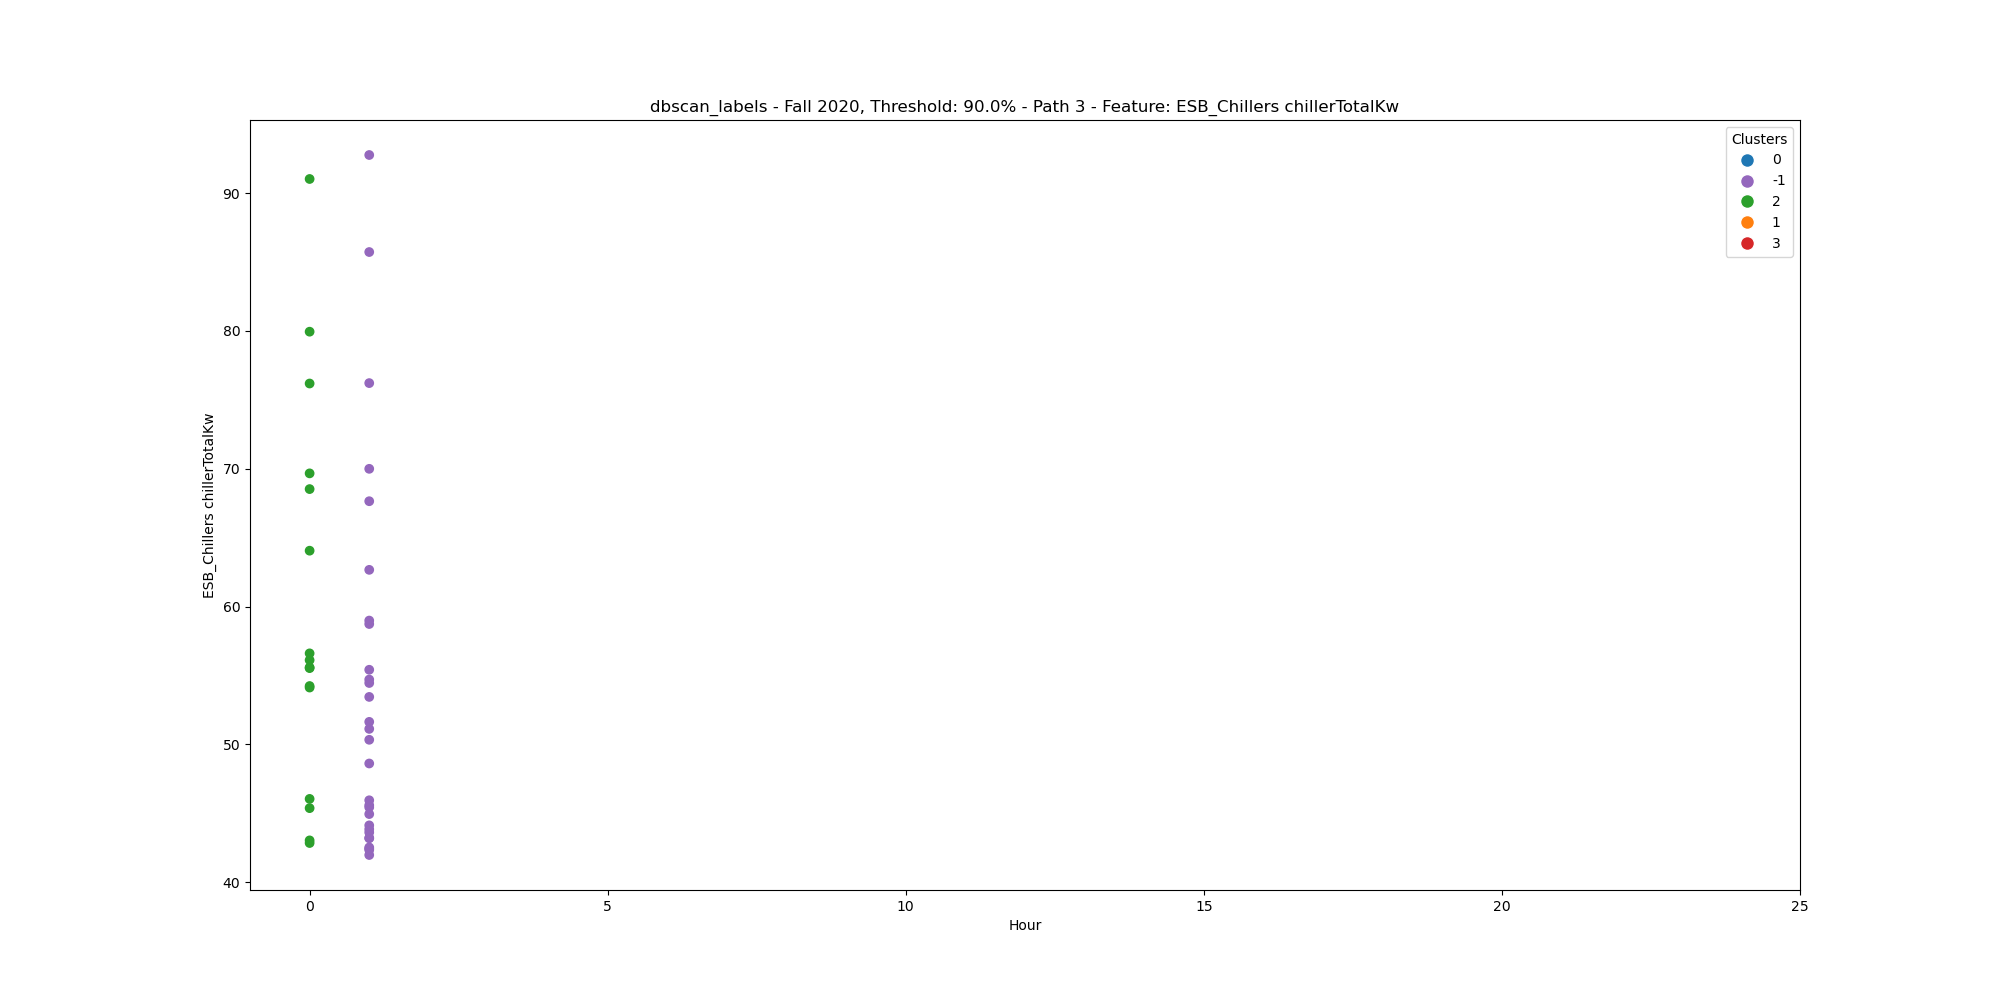 dbscan_labels - Fall 2020, Threshold: 90.0% - Path 3 - Feature: ESB_Chillers chillerTotalKw
Clusters
0
-1
2
1
3
90
80
70
60
50
40
ESB_Chillers chillerTotalKw
0 5 10 15 20 25
Hour